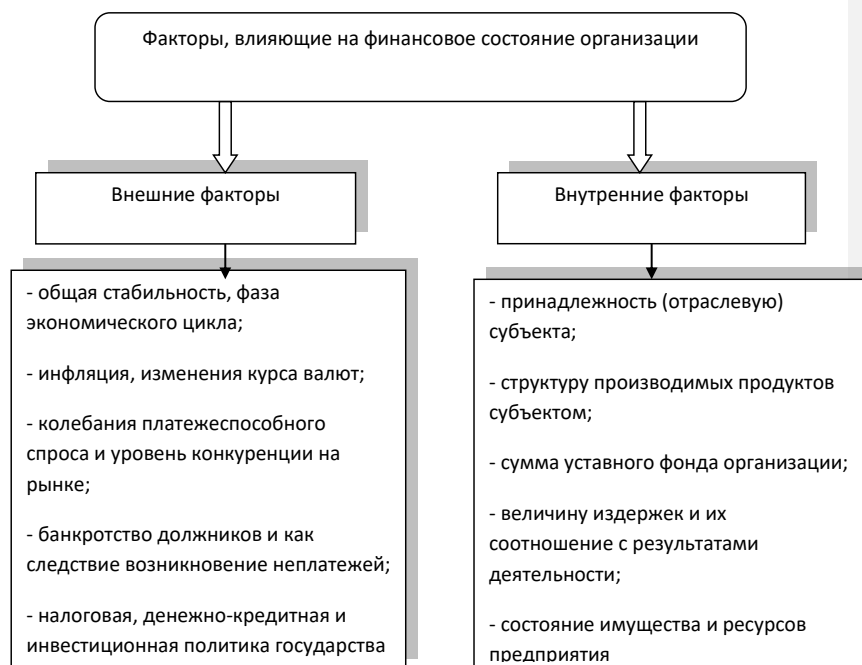 Факторы, влияющие на финансовое состояние организации
Внешние факторы
- общая стабильность, фаза
экономического цикла;
- инфляция, изменения курса валют;
- колебания платежеспособного
спроса и уровень конкуренции на
рынке;
- банкротство должников и как
следствие возникновение неплатежей;
- налоговая, денежно-кредитная и
инвестиционная политика государства
Внутренние факторы
- принадлежность (отраслевую)
субъекта;
- структуру производимых продуктов
субъектом;
- сумма уставного фонда организации;
- величину издержек и их
соотношение с результатами
деятельности;
- состояние имущества и ресурсов
предприятия